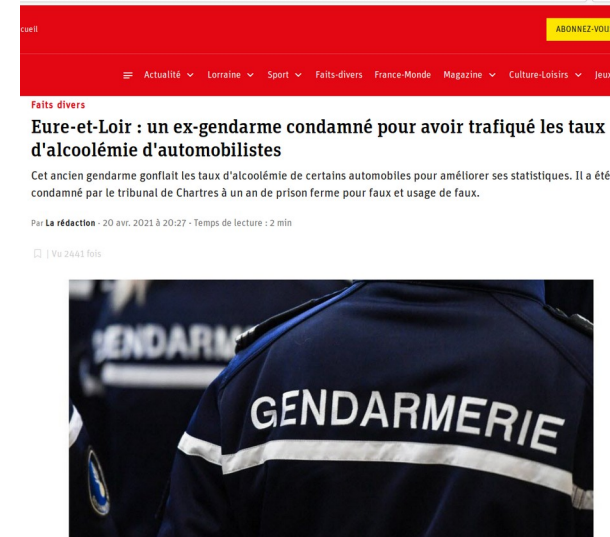 cueil
ABONNEZ-VOU
Actualité
Lorraine
Sport
Faits-divers
France-Monde
Magazine
Culture-Loisirs
Jeux
Faits divers
Eure-et-Loir : un ex-gendarme condamné pour avoir trafiqué les taux
d'alcoolémie d'automobilistes
Cet ancien gendarme gonflait les taux d'alcoolémie de certains automobiles pour améliorer ses statistiques. Il a été
condamné par le tribunal de Chartres à un an de prison ferme pour faux et usage de faux.
Par La rédaction - 20 avr. 2021 à 20:27 - Temps de lecture : 2 min
| Vu 2441 fois
GENDARM
GENDARMERIE